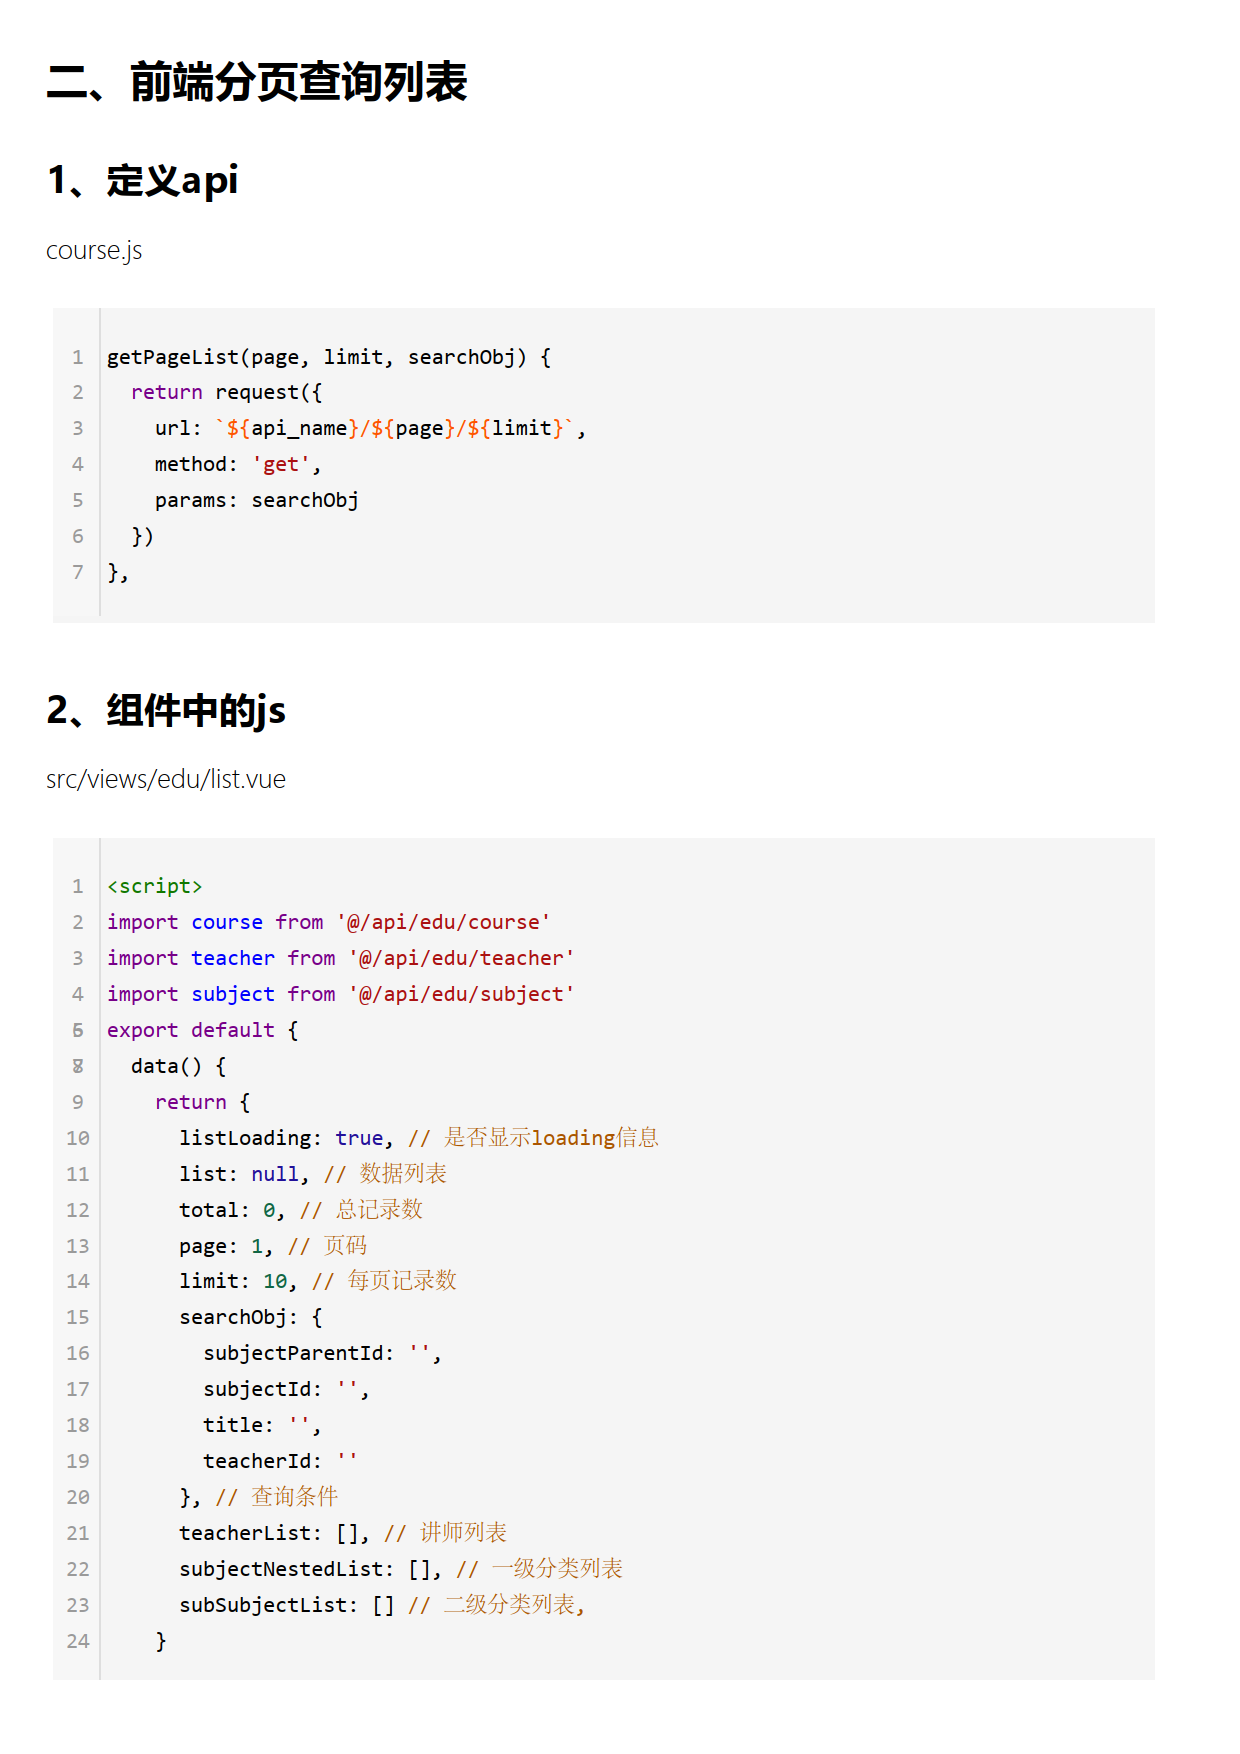 二、前端分页查询列表
1、定义api
course.js
1 getPageList(page, limit, searchObj) {
2   return request({
3     url: `${api_name}/${page}/${limit}`,
4     method: 'get',
5     params: searchObj
6   })
7 },
2、组件中的js
src/views/edu/list.vue
1 <script>
2 import course from '@/api/edu/course'
3 import teacher from '@/api/edu/teacher'
4 import subject from '@/api/edu/subject'
export default {
  data() {
9     return {
10       listLoading: true, // 是否显示loading信息
11       list: null, // 数据列表
12       total: 0, // 总记录数
13       page: 1, // 页码
14       limit: 10, // 每页记录数
15       searchObj: {
16         subjectParentId: '',
17         subjectId: '',
18         title: '',
19         teacherId: ''
20       }, // 查询条件
21       teacherList: [], // 讲师列表
22       subjectNestedList: [], // 一级分类列表
23       subSubjectList: [] // 二级分类列表,
24     }